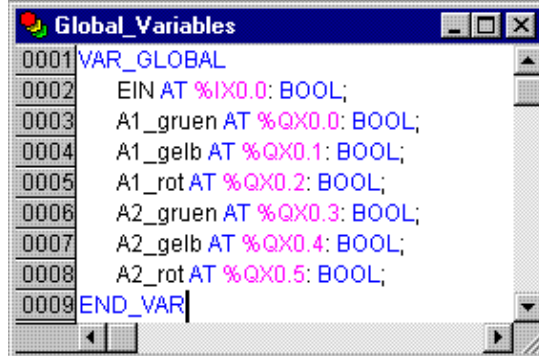 Global_Variables
0001 VAR_GLOBAL
0002 EIN AT %IX0.0: BOOL;
0003 A1_gruen AT %QX0.0: BOOL;
0004 A1_gelb AT %QX0.1: BOOL;
0005 A1_rot AT %QX0.2: BOOL;
0006 A2_gruen AT %QX0.3: BOOL;
0007 A2_gelb AT %QX0.4: BOOL;
0008 A2_rot AT %QX0.5: BOOL;
0009 END_VAR